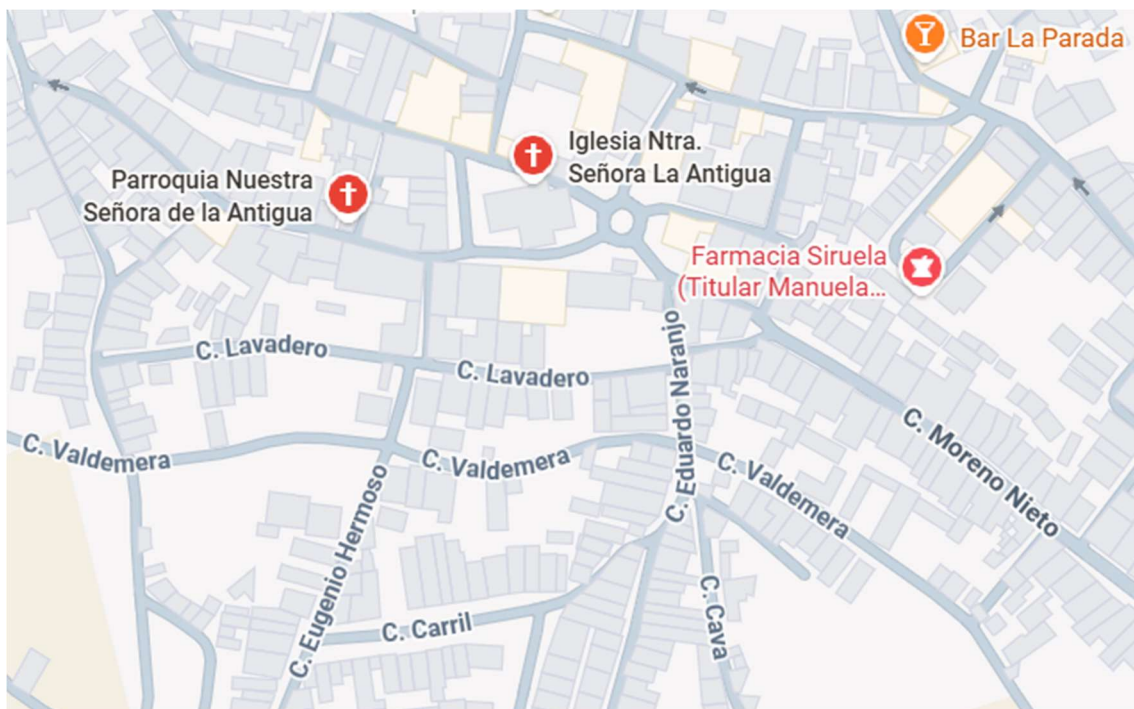 Bar La Parada
Iglesia Ntra.
Señora La Antigua
Parroquia Nuestra
Señora de la Antigua
Farmacia Siruela
(Titular Manuela...
C. Lavadero
C. Lavadero
C. Eduardo Naranjo
C. Moreno Nieto
C. Valdemera
C. Valdemera
C. Valdemera
C. Eugenio Hermoso
C. Carril
C. Cava